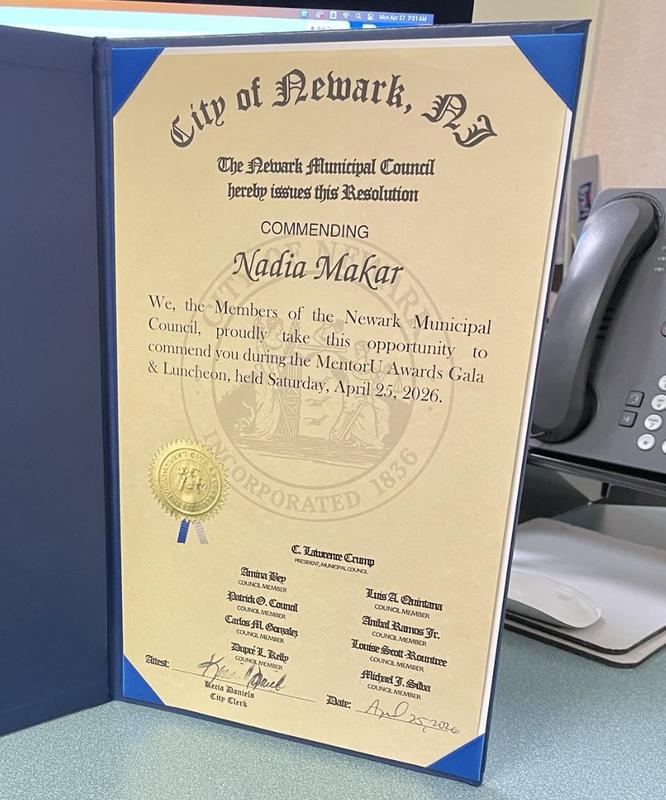 Mon Apr 27 7:21 AM
City of Newark, NJ
The Newark Municipal Council
hereby issues this Resolution
COMMENDING
Nadia Makar
We, the Members of the Newark Municipal
Council, proudly take this opportunity to
commend you during the MentorU Awards Gala
& Luncheon, held Saturday, April 25, 2026.
CITY OF NEWARK
INCORPORATED 1836
C. Lawrence Crump
PRESIDENT, MUNICIPAL COUNCIL
Amina Bey
COUNCIL MEMBER
Luis A. Quintana
COUNCIL MEMBER
Patrick O. Council
COUNCIL MEMBER
Anibal Ramos Jr.
COUNCIL MEMBER
Carlos M. Gonzalez
COUNCIL MEMBER
Louise Scott-Rountree
COUNCIL MEMBER
Dupré L. Kelly
COUNCIL MEMBER
Michael J. Silva
COUNCIL MEMBER
Attest:
Kecia Daniels
City Clerk
Date: April 25, 2026